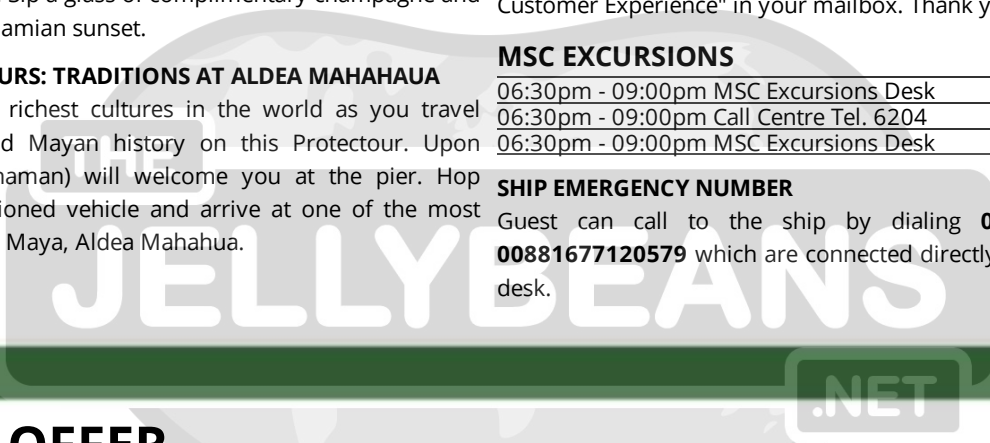 sip a glass of complimentary champagne and
amian sunset.
URS: TRADITIONS AT ALDEA MAHAHAUA
richest cultures in the world as you travel
d Mayan history on this Protectour. Upon
naman) will welcome you at the pier. Hop
ioned vehicle and arrive at one of the most
Maya, Aldea Mahahua.
Customer Experience" in your mailbox. Thank y
MSC EXCURSIONS
06:30pm - 09:00pm MSC Excursions Desk
06:30pm - 09:00pm Call Centre Tel. 6204
06:30pm - 09:00pm MSC Excursions Desk
SHIP EMERGENCY NUMBER
Guest can call to the ship by dialing 0
00881677120579 which are connected directly
desk.
THE
JELLYBEANS
.NET
OFFER